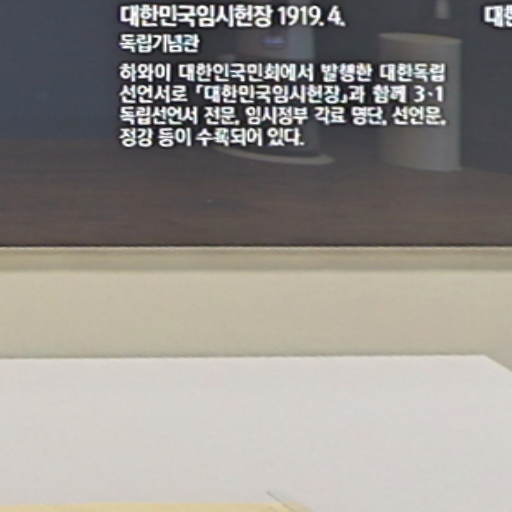 대한민국임시헌장 1919. 4.
독립기념관
하와이 대한인국민회에서 발행한 대한독립
선언서로 「대한민국임시헌장」과 함께 3·1
독립선언서 전문, 임시정부 각료 명단, 선언문,
정강 등이 수록되어 있다.